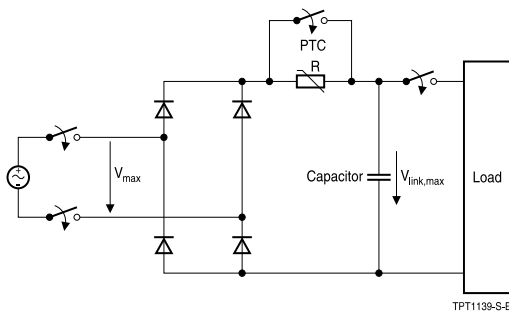 PTC
R
V max
Capacitor
V link,max
Load
TPT1139-S-E